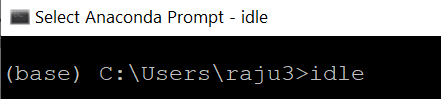 Select Anaconda Prompt - idle
(base) C:\Users\raju3>idle